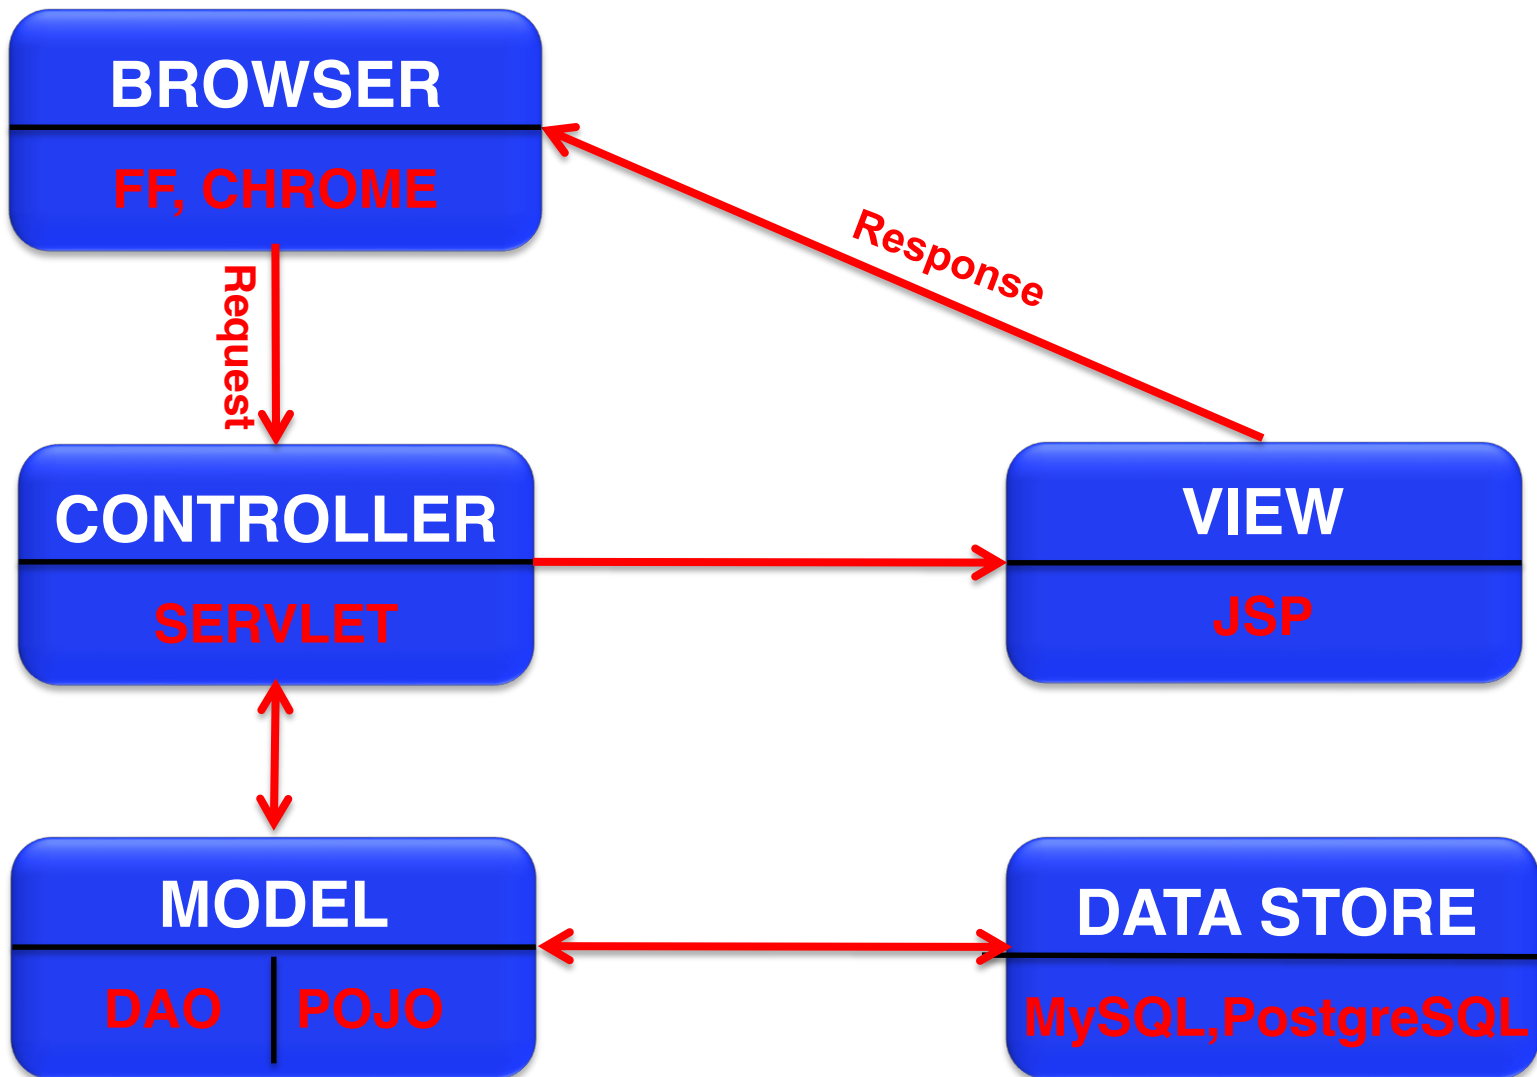 BROWSER
FF, CHROME
Request
Response
CONTROLLER
SERVLET
VIEW
JSP
MODEL
DAO
POJO
DATA STORE
MySQL,PostgreSQL